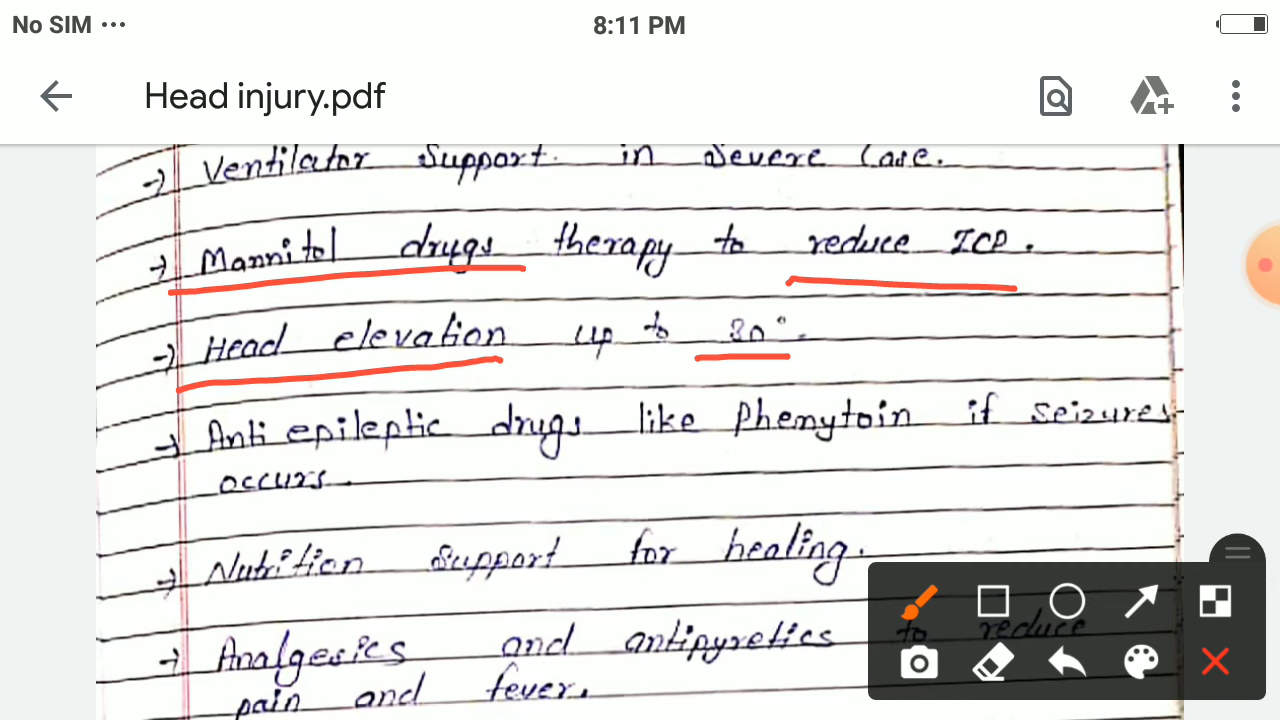 No SIM ...
8:11 PM
Head injury.pdf
→ Ventilator Support. in Severe Case.
→ Mannitol drugs therapy to reduce ICP.
→ Head elevation up to 30°.
→ Anti epileptic drugs like Phenytoin if seizures
occurs.
→ Nutrition Support for healing.
→ Analgesics and antipyretics to reduce
pain and fever.